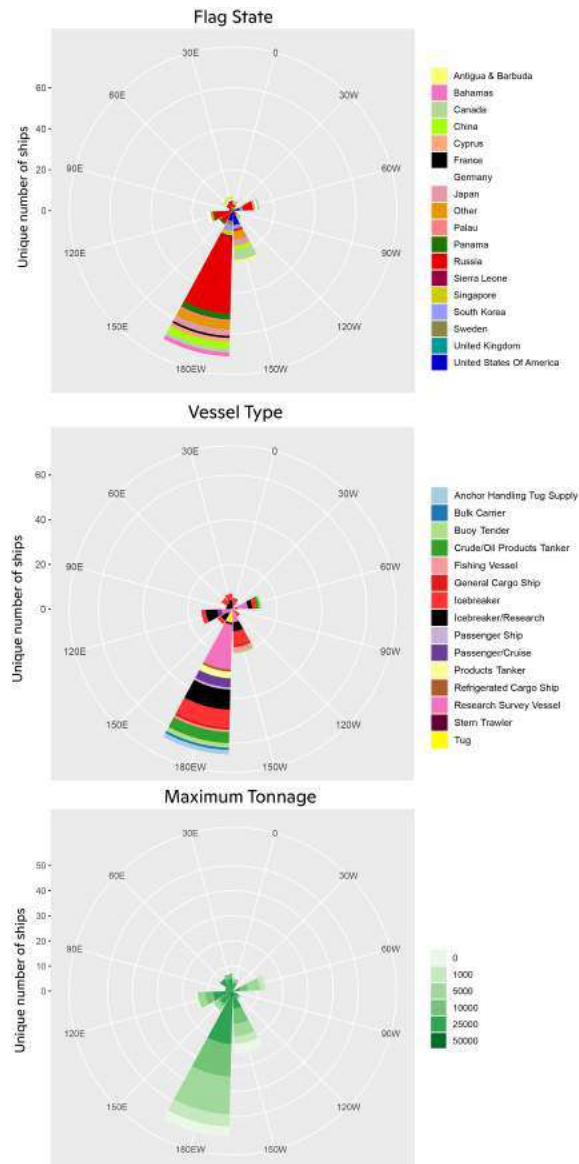 Flag State
30E
0
60E
30W
90E
60W
120E
90W
150E
120W
180EW
150W
60
40
20
0
Unique number of ships
Antigua & Barbuda
Bahamas
Canada
China
Cyprus
France
Germany
Japan
Other
Palau
Panama
Russia
Sierra Leone
Singapore
South Korea
Sweden
United Kingdom
United States Of America
Vessel Type
30E
0
60E
30W
90E
60W
120E
90W
150E
120W
180EW
150W
60
40
20
0
Unique number of ships
Anchor Handling Tug Supply
Bulk Carrier
Buoy Tender
Crude/Oil Products Tanker
Fishing Vessel
General Cargo Ship
Icebreaker
Icebreaker/Research
Passenger Ship
Passenger/Cruise
Products Tanker
Refrigerated Cargo Ship
Research Survey Vessel
Stern Trawler
Tug
Maximum Tonnage
30E
0
60E
30W
90E
60W
120E
90W
150E
120W
180EW
150W
50
40
30
20
10
0
Unique number of ships
0
1000
5000
10000
25000
50000